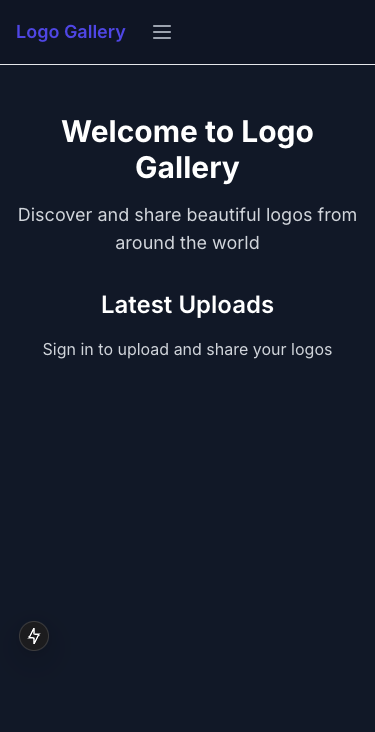 Logo Gallery
Welcome to Logo
Gallery
Discover and share beautiful logos from
around the world
Latest Uploads
Sign in to upload and share your logos